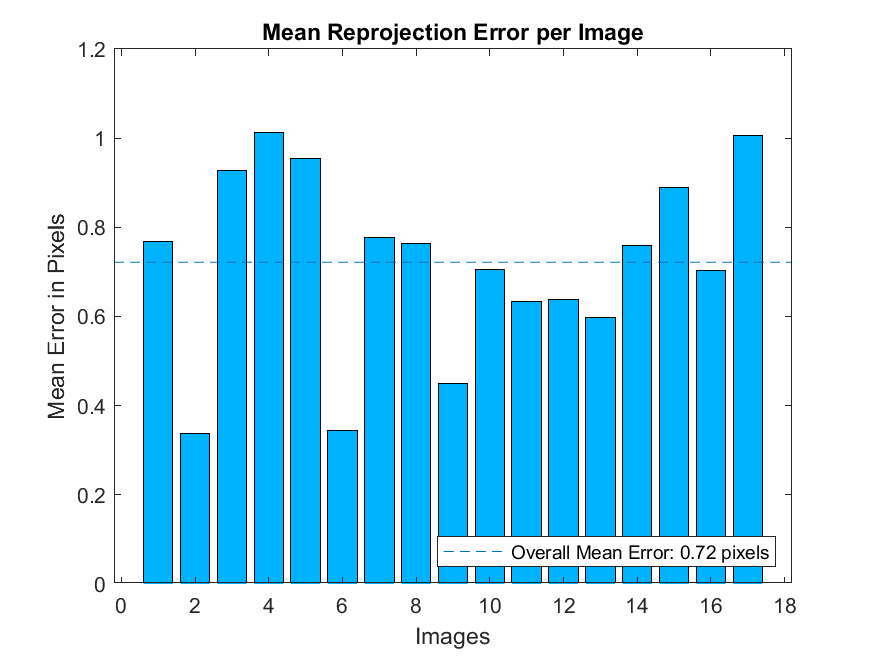 Mean Reprojection Error per Image
1.2
1
0.8
0.6
0.4
0.2
0
Mean Error in Pixels
Overall Mean Error: 0.72 pixels
0 2 4 6 8 10 12 14 16 18
Images